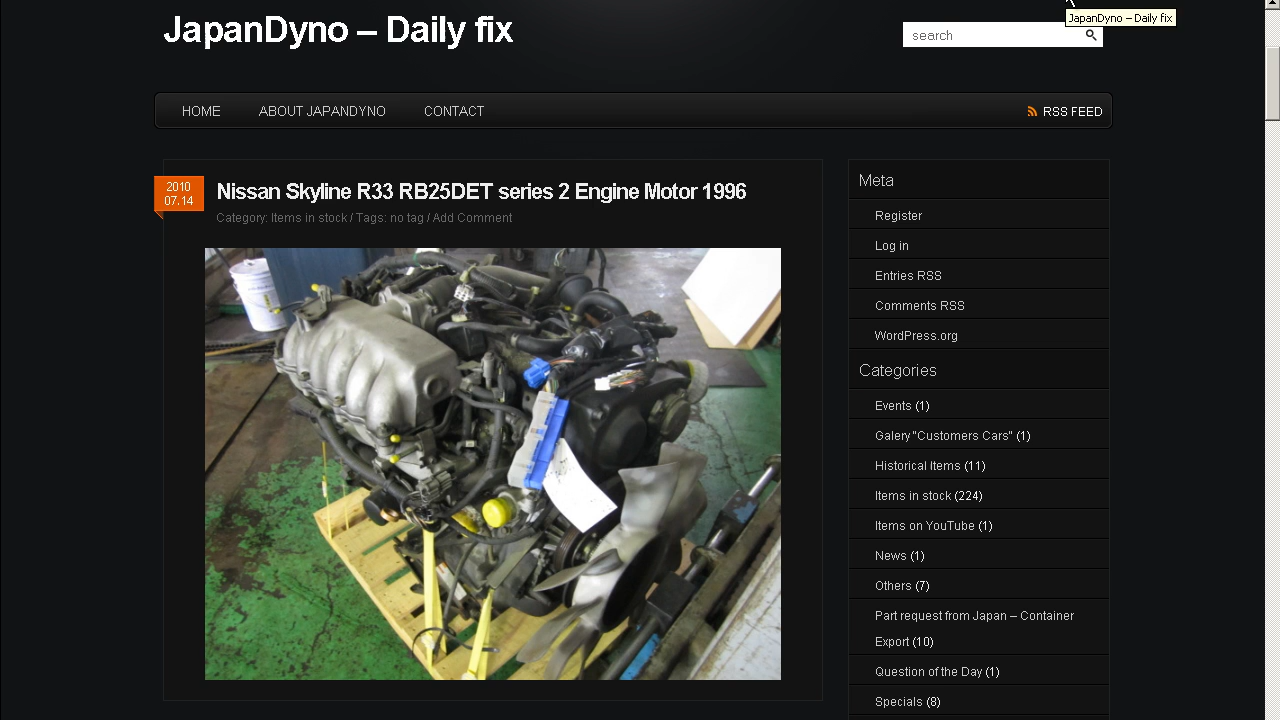 JapanDyno – Daily fix
JapanDyno – Daily fix
search
HOME ABOUT JAPANDYNO CONTACT RSS FEED
2010
07.14
Nissan Skyline R33 RB25DET series 2 Engine Motor 1996
Category: Items in stock / Tags: no tag / Add Comment
Meta
Register
Log in
Entries RSS
Comments RSS
WordPress.org
Categories
Events (1)
Galery"Customers Cars" (1)
Historical Items (11)
Items in stock (224)
Items on YouTube (1)
News (1)
Others (7)
Part request from Japan – Container
Export (10)
Question of the Day (1)
Specials (8)